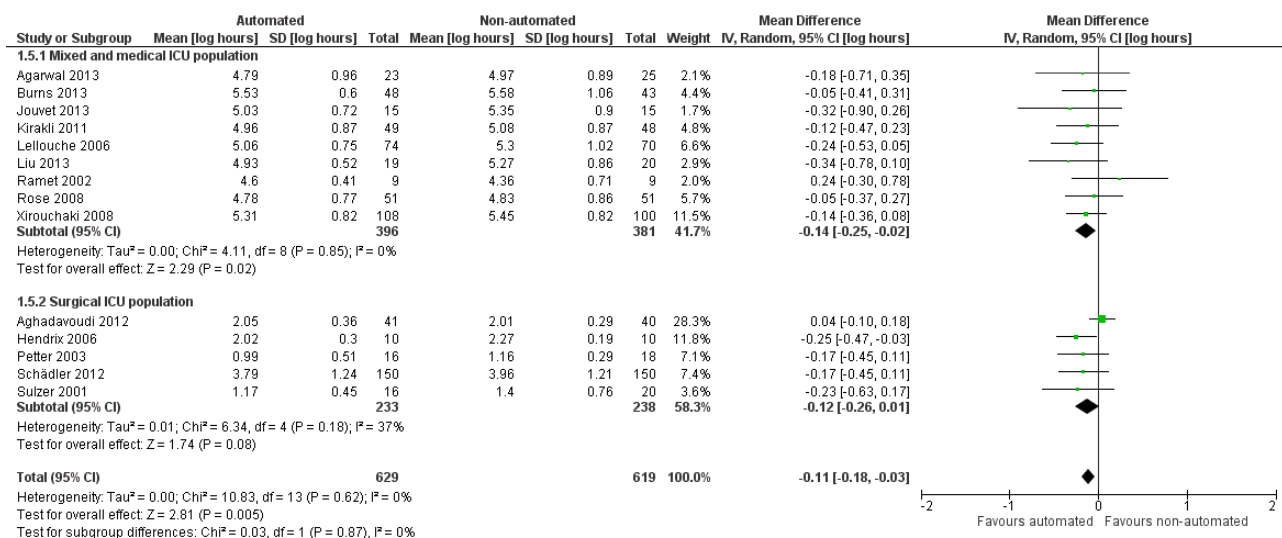 Automated Non-automated Mean Difference Mean Difference
Study or Subgroup Mean [log hours] SD [log hours] Total Mean [log hours] SD [log hours] Total Weight IV, Random, 95% CI [log hours] IV, Random, 95% CI [log hours]
1.5.1 Mixed and medical ICU population
Agarwal 2013 4.79 0.96 23 4.97 0.89 25 2.1% -0.18 [-0.71, 0.35]
Burns 2013 5.53 0.6 48 5.58 1.06 43 4.4% -0.05 [-0.41, 0.31]
Jouvet 2013 5.03 0.72 15 5.35 0.9 15 1.7% -0.32 [-0.90, 0.26]
Kirakli 2011 4.96 0.87 49 5.08 0.87 48 4.8% -0.12 [-0.47, 0.23]
Lellouche 2006 5.06 0.75 74 5.3 1.02 70 6.6% -0.24 [-0.53, 0.05]
Liu 2013 4.93 0.52 19 5.27 0.86 20 2.9% -0.34 [-0.78, 0.10]
Ramet 2002 4.6 0.41 9 4.36 0.71 9 2.0% 0.24 [-0.30, 0.78]
Rose 2008 4.78 0.77 51 4.83 0.86 51 5.7% -0.05 [-0.37, 0.27]
Xirouchaki 2008 5.31 0.82 108 5.45 0.82 100 11.5% -0.14 [-0.36, 0.08]
Subtotal (95% CI) 396 381 41.7% -0.14 [-0.25, -0.02]
Heterogeneity: Tau² = 0.00; Chi² = 4.11, df = 8 (P = 0.85); I² = 0%
Test for overall effect: Z = 2.29 (P = 0.02)
1.5.2 Surgical ICU population
Aghadavoudi 2012 2.05 0.36 41 2.01 0.29 40 28.3% 0.04 [-0.10, 0.18]
Hendrix 2006 2.02 0.3 10 2.27 0.19 10 11.8% -0.25 [-0.47, -0.03]
Petter 2003 0.99 0.51 16 1.16 0.29 18 7.1% -0.17 [-0.45, 0.11]
Schädler 2012 3.79 1.24 150 3.96 1.21 150 7.4% -0.17 [-0.45, 0.11]
Sulzer 2001 1.17 0.45 16 1.4 0.76 20 3.6% -0.23 [-0.63, 0.17]
Subtotal (95% CI) 233 238 58.3% -0.12 [-0.26, 0.01]
Heterogeneity: Tau² = 0.01; Chi² = 6.34, df = 4 (P = 0.18); I² = 37%
Test for overall effect: Z = 1.74 (P = 0.08)
Total (95% CI) 629 619 100.0% -0.11 [-0.18, -0.03]
Heterogeneity: Tau² = 0.00; Chi² = 10.83, df = 13 (P = 0.62); I² = 0%
Test for overall effect: Z = 2.81 (P = 0.005)
Test for subgroup differences: Chi² = 0.03, df = 1 (P = 0.87), I² = 0%
-2 -1 0 1 2
Favours automated Favours non-automated